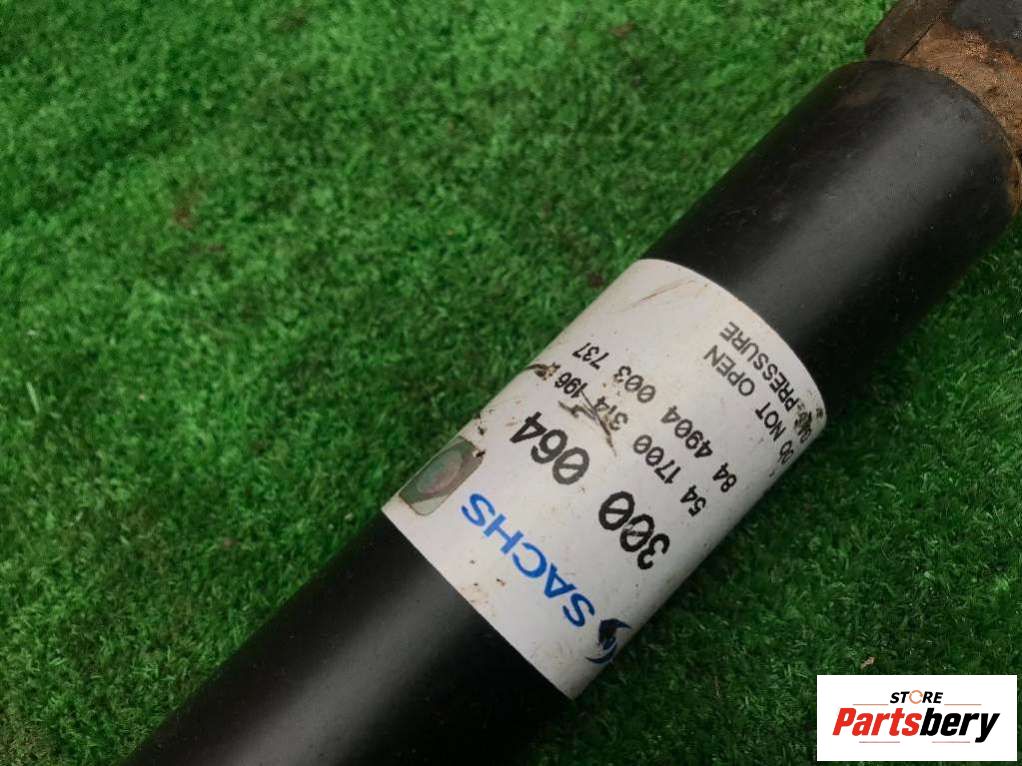 SACHS
300 064
54 1700 314 196
84 4904 003 737
DO NOT OPEN
PRESSURE
STORE
Partsbery